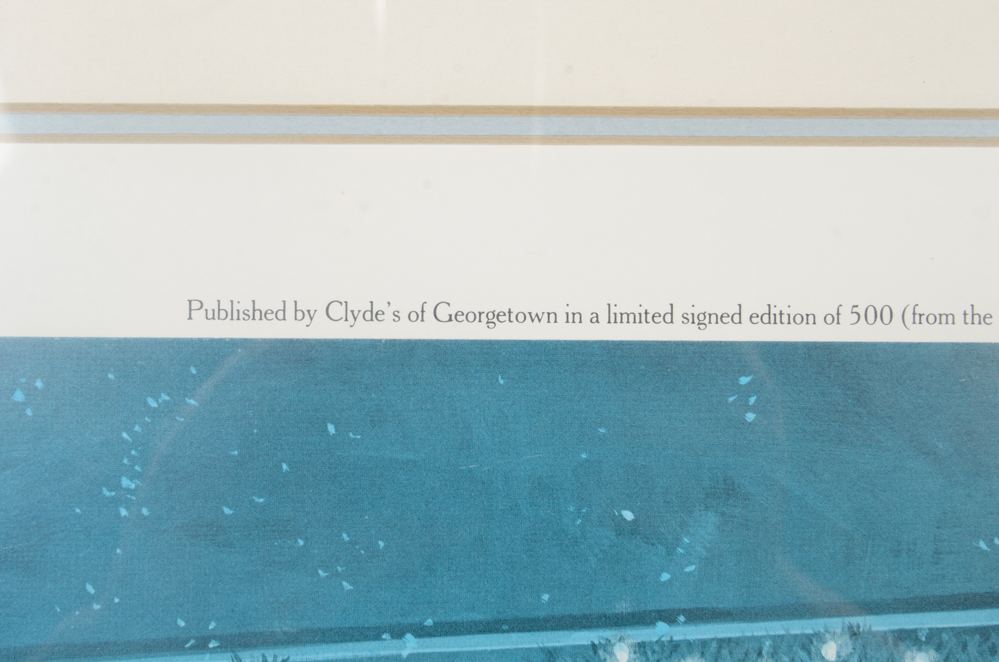 Published by Clyde's of Georgetown in a limited signed edition of 500 (from the